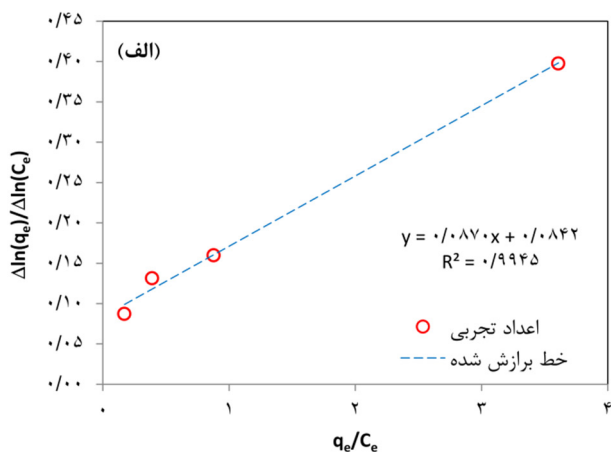 ۰/۴۵
۰/۴۰
۰/۳۵
۰/۳۰
۰/۲۵
۰/۲۰
۰/۱۵
۰/۱۰
۰/۰۵
۰/۰۰
Δln(qₑ)/Δln(Cₑ)
(الف)
y = ۰/۰۸۷۰x + ۰/۰۸۴۲
R² = ۰/۹۹۴۵
اعداد تجربی
خط برازش شده
۰ ۱ ۲ ۳ ۴
qₑ/Cₑ